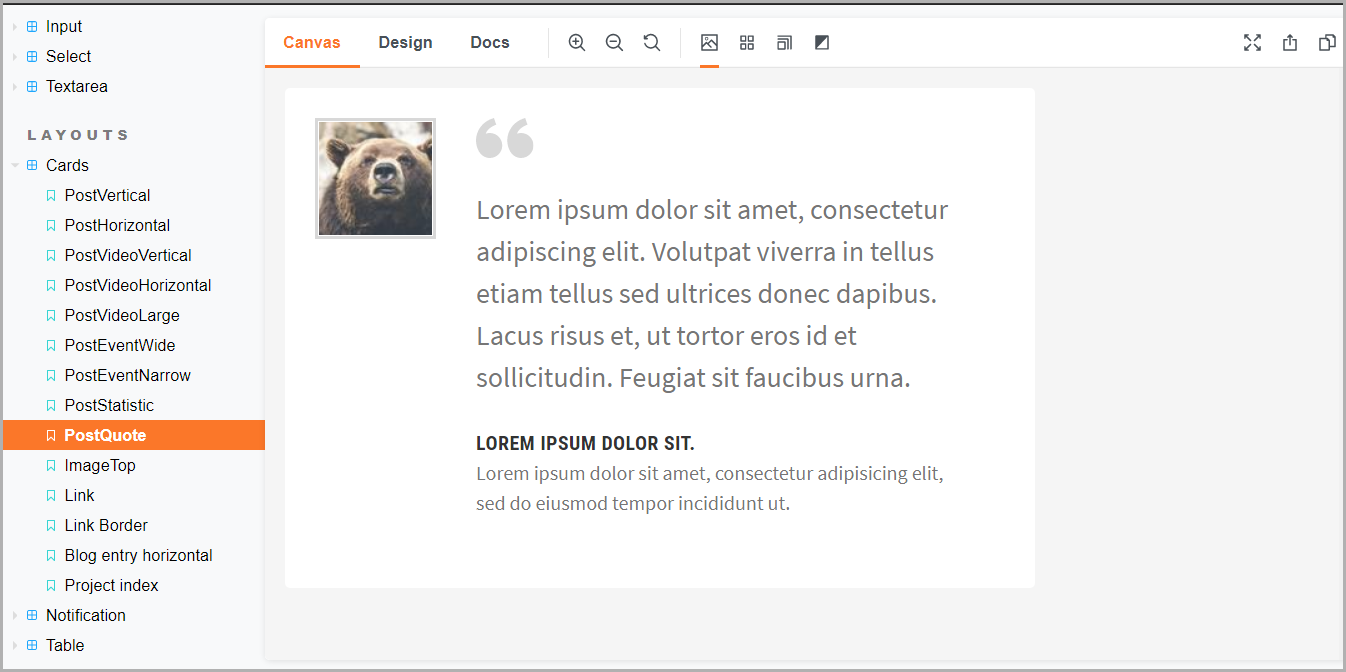 Input
Select
Textarea
LAYOUTS
Cards
PostVertical
PostHorizontal
PostVideoVertical
PostVideoHorizontal
PostVideoLarge
PostEventWide
PostEventNarrow
PostStatistic
PostQuote
ImageTop
Link
Link Border
Blog entry horizontal
Project index
Notification
Table
Canvas Design Docs
“
Lorem ipsum dolor sit amet, consectetur
adipiscing elit. Volutpat viverra in tellus
etiam tellus sed ultrices donec dapibus.
Lacus risus et, ut tortor eros id et
sollicitudin. Feugiat sit faucibus urna.
LOREM IPSUM DOLOR SIT.
Lorem ipsum dolor sit amet, consectetur adipisicing elit,
sed do eiusmod tempor incididunt ut.